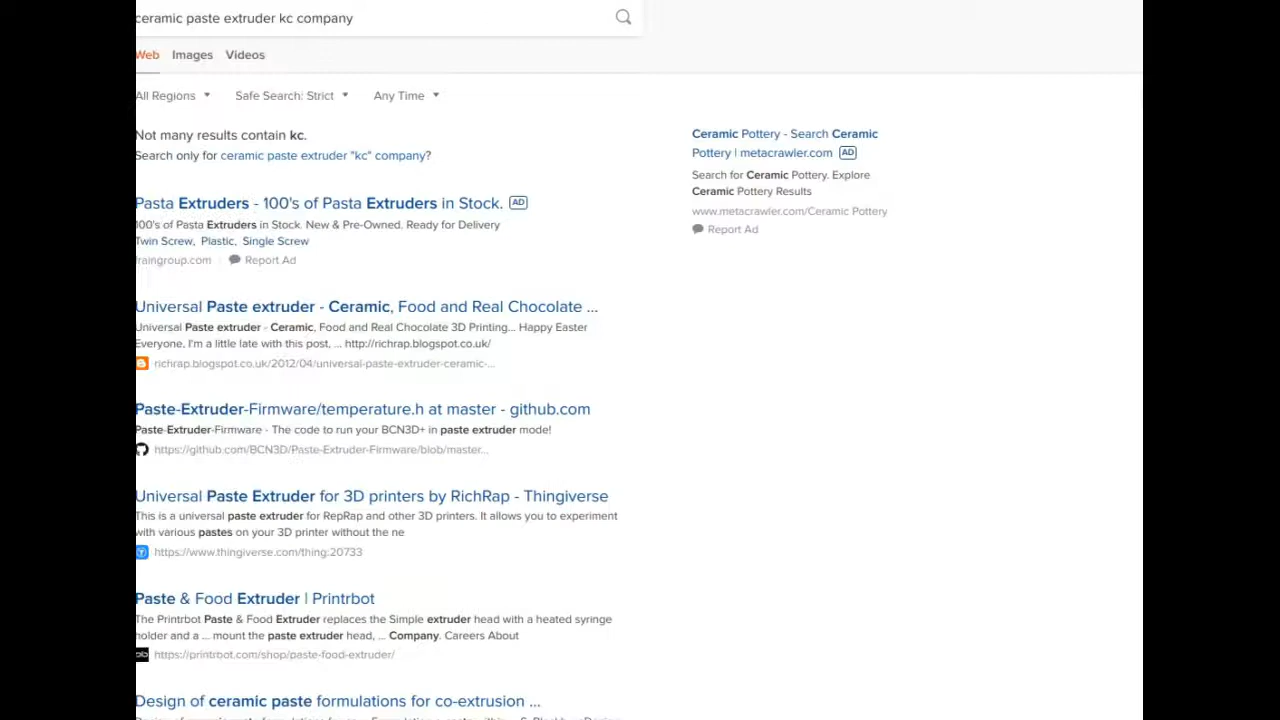 ceramic paste extruder kc company
Web Images Videos
All Regions Safe Search: Strict Any Time
Not many results contain kc.
Search only for ceramic paste extruder "kc" company?
Pasta Extruders - 100's of Pasta Extruders in Stock. AD
100's of Pasta Extruders in Stock. New & Pre-Owned. Ready for Delivery
Twin Screw, Plastic, Single Screw
fraingroup.com Report Ad
Universal Paste extruder - Ceramic, Food and Real Chocolate ...
Universal Paste extruder - Ceramic, Food and Real Chocolate 3D Printing... Happy Easter
Everyone, I'm a little late with this post, ... http://richrap.blogspot.co.uk/
richrap.blogspot.co.uk/2012/04/universal-paste-extruder-ceramic-...
Paste-Extruder-Firmware/temperature.h at master - github.com
Paste-Extruder-Firmware - The code to run your BCN3D+ in paste extruder mode!
https://github.com/BCN3D/Paste-Extruder-Firmware/blob/master...
Universal Paste Extruder for 3D printers by RichRap - Thingiverse
This is a universal paste extruder for RepRap and other 3D printers. It allows you to experiment
with various pastes on your 3D printer without the ne
https://www.thingiverse.com/thing:20733
Paste & Food Extruder | Printrbot
The Printrbot Paste & Food Extruder replaces the Simple extruder head with a heated syringe
holder and a ... mount the paste extruder head, ... Company. Careers About
https://printrbot.com/shop/paste-food-extruder/
Design of ceramic paste formulations for co-extrusion ...
Ceramic Pottery - Search Ceramic
Pottery | metacrawler.com AD
Search for Ceramic Pottery. Explore
Ceramic Pottery Results
www.metacrawler.com/Ceramic Pottery
Report Ad